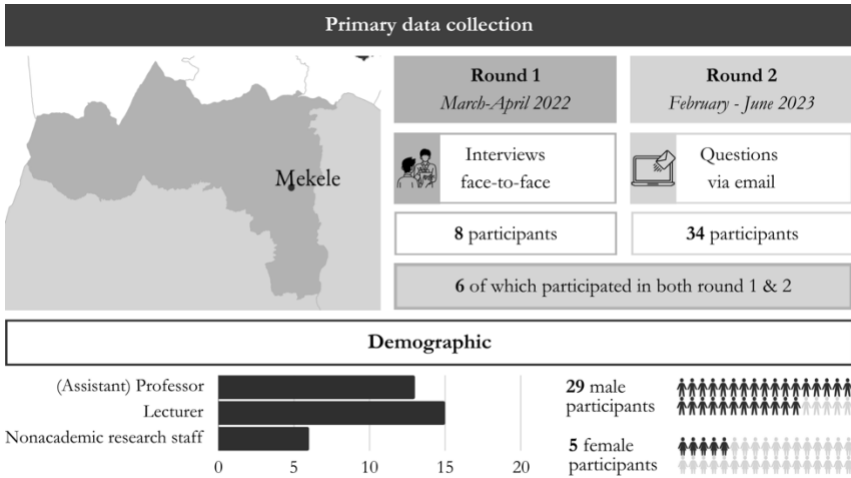 Primary data collection
Mekele
Round 1
March-April 2022
Round 2
February - June 2023
Interviews
face-to-face
Questions
via email
8 participants
34 participants
6 of which participated in both round 1 & 2
Demographic
(Assistant) Professor
Lecturer
Nonacademic research staff
0 5 10 15 20
29 male
participants
5 female
participants